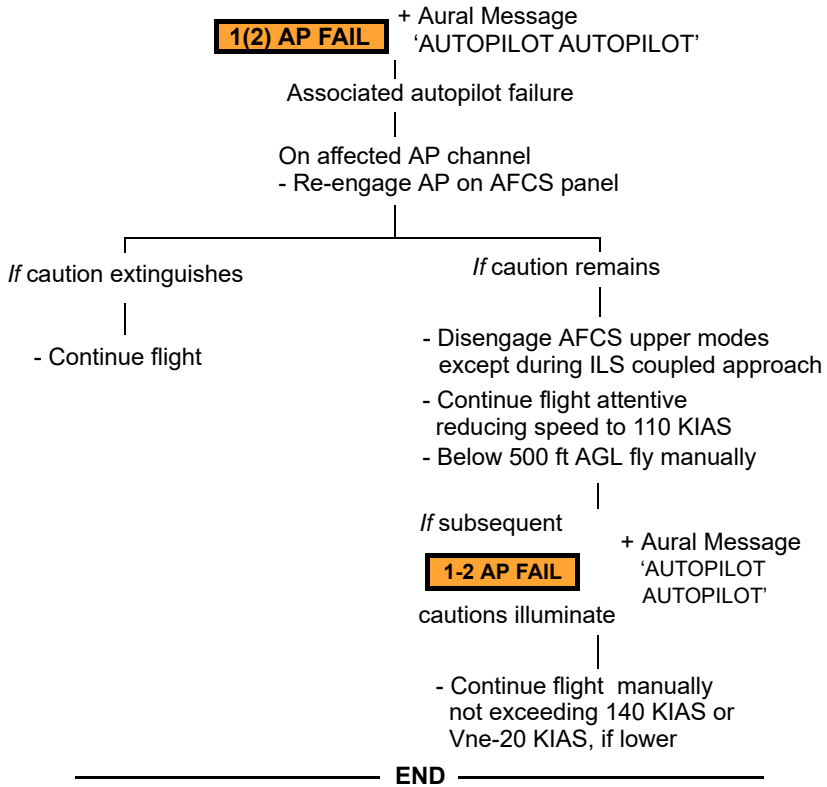 1(2) AP FAIL
+ Aural Message
‘AUTOPILOT AUTOPILOT’
Associated autopilot failure
On affected AP channel
- Re-engage AP on AFCS panel
If caution extinguishes
- Continue flight
If caution remains
- Disengage AFCS upper modes
except during ILS coupled approach
- Continue flight attentive
reducing speed to 110 KIAS
- Below 500 ft AGL fly manually
If subsequent
1-2 AP FAIL
+ Aural Message
‘AUTOPILOT
AUTOPILOT’
cautions illuminate
- Continue flight manually
not exceeding 140 KIAS or
Vne-20 KIAS, if lower
END